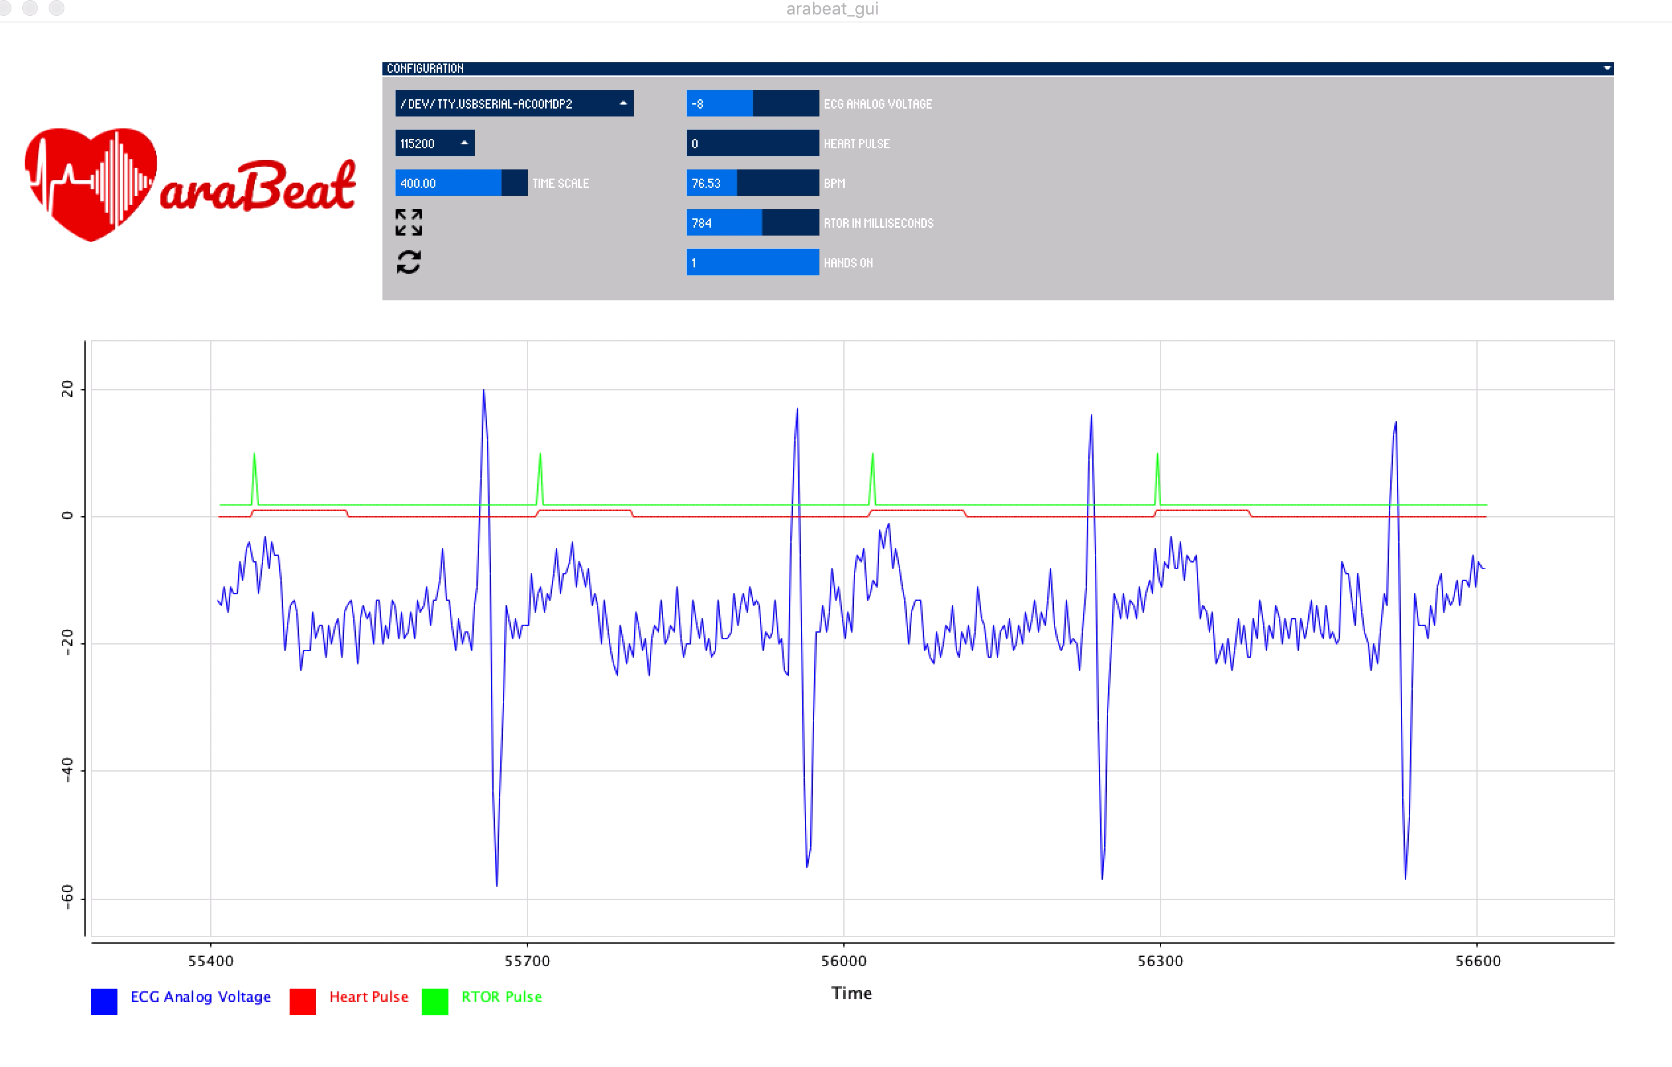 arabeat_gui
araBeat
CONFIGURATION
/DEV/TTY.USBSERIAL-AC00MDP2
115200
400.00 TIME SCALE
-8 ECG ANALOG VOLTAGE
0 HEART PULSE
76.53 BPM
784 RTOR IN MILLISECONDS
1 HANDS ON
20
0
-20
-40
-60
55400 55700 56000 56300 56600
Time
ECG Analog Voltage Heart Pulse RTOR Pulse